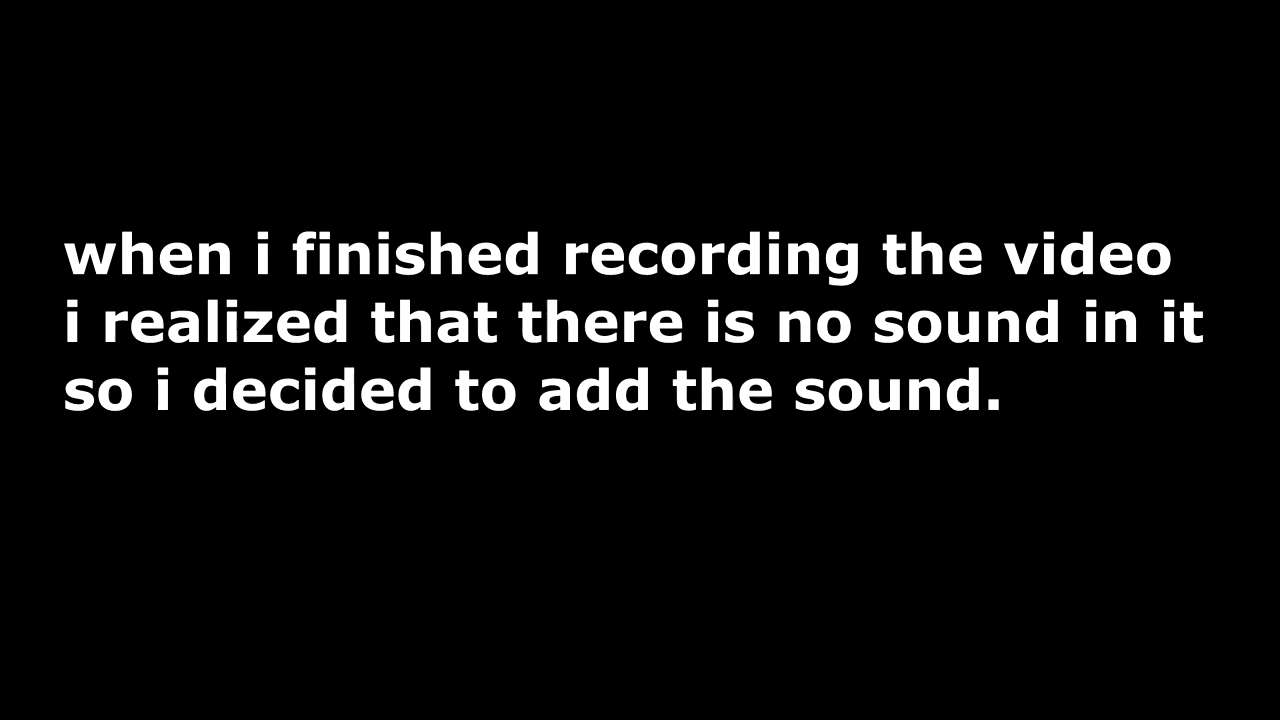 when i finished recording the video
i realized that there is no sound in it
so i decided to add the sound.